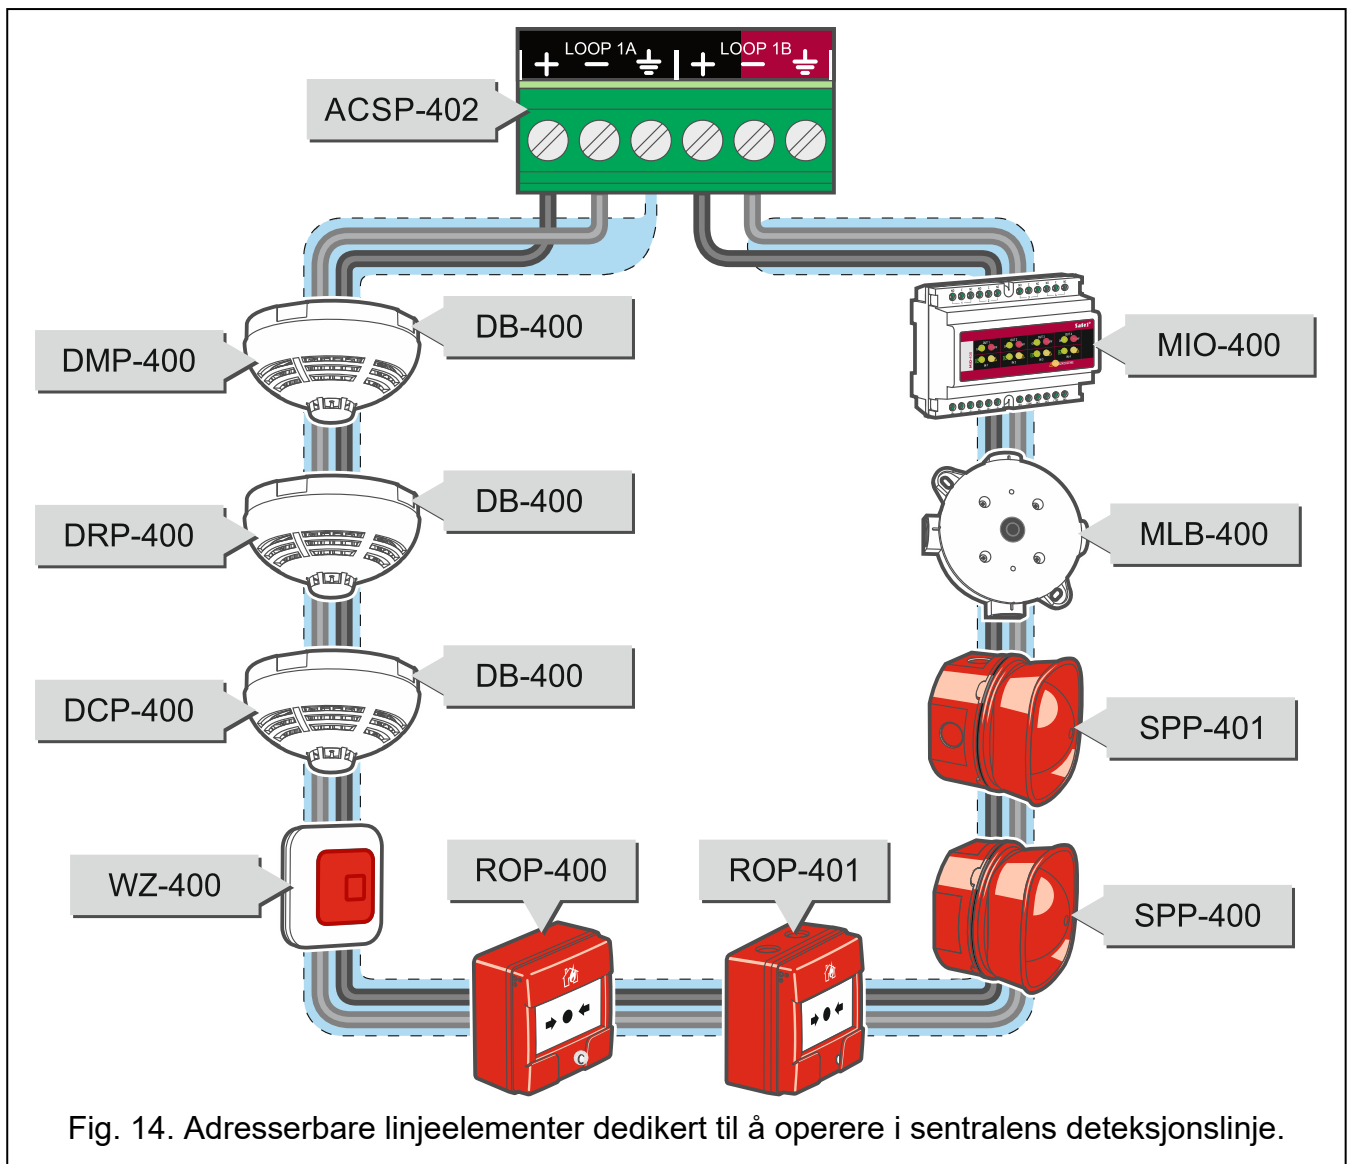 LOOP 1A LOOP 1B
ACSP-402
DB-400
DMP-400
MIO-400
Satel
DB-400
DRP-400
MLB-400
DB-400
DCP-400
SPP-401
WZ-400
ROP-400
ROP-401
SPP-400
C
Fig. 14. Adresserbare linjeelementer dedikert til å operere i sentralens deteksjonslinje.